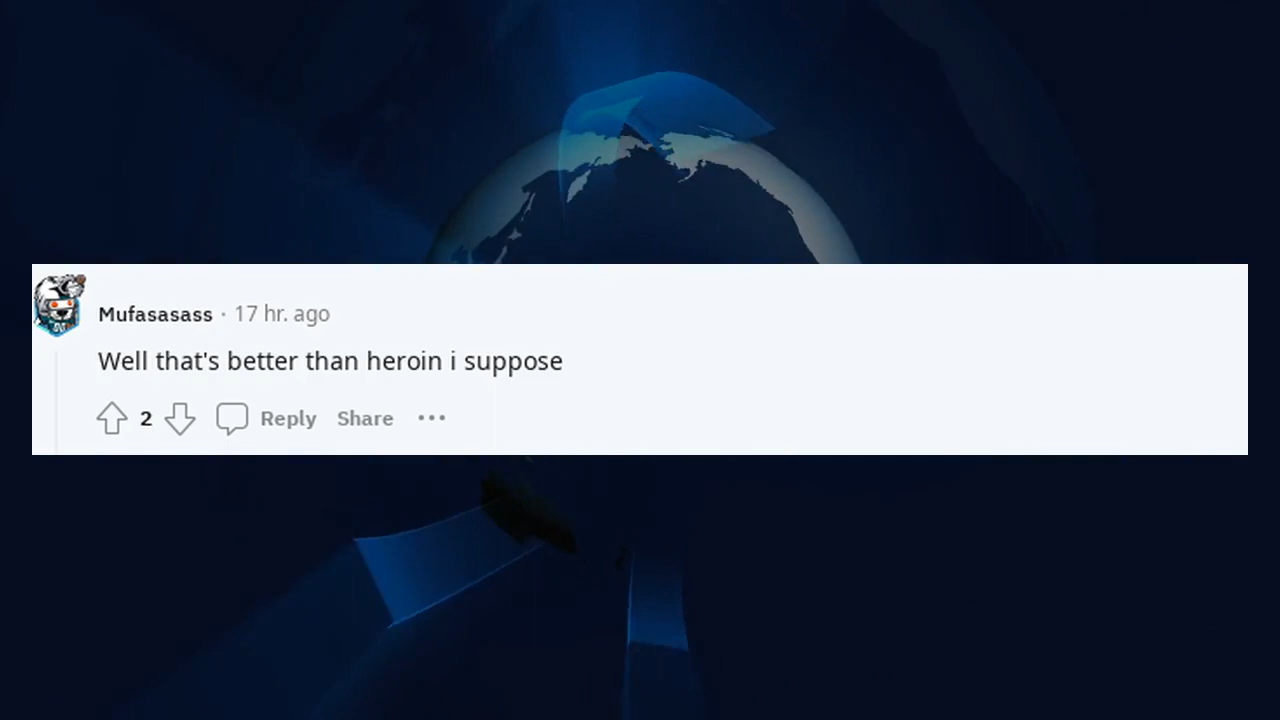 Mufasasass · 17 hr. ago
Well that's better than heroin i suppose
2 Reply Share ···